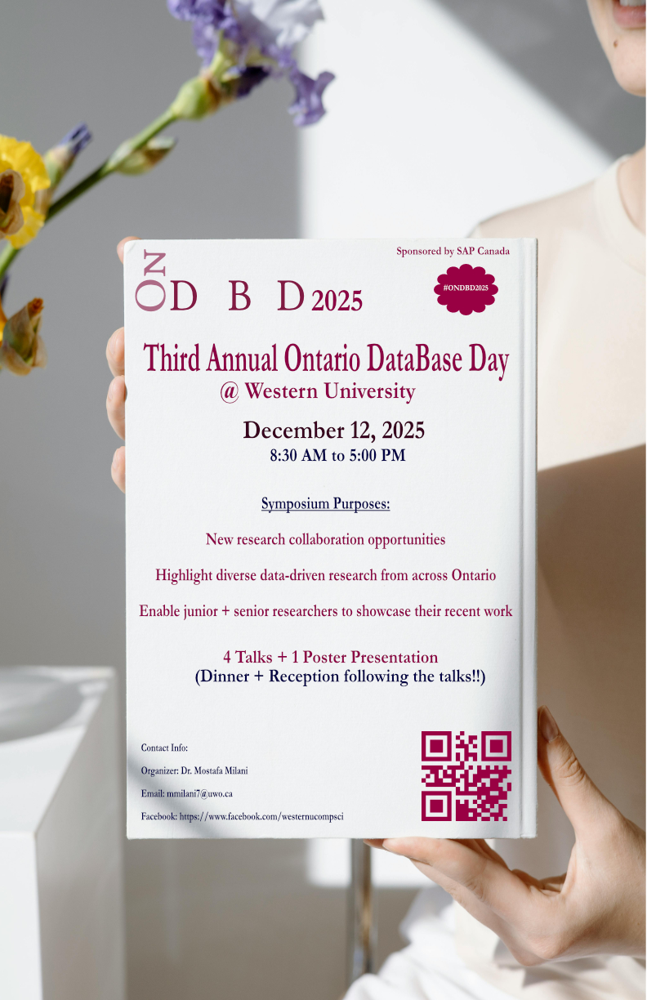 Sponsored by SAP Canada
ON
D B D 2025
#ONDBD2025
Third Annual Ontario DataBase Day
@ Western University
December 12, 2025
8:30 AM to 5:00 PM
Symposium Purposes:
New research collaboration opportunities
Highlight diverse data-driven research from across Ontario
Enable junior + senior researchers to showcase their recent work
4 Talks + 1 Poster Presentation
(Dinner + Reception following the talks!!)
Contact Info:
Organizer: Dr. Mostafa Milani
Email: mmilani7@uwo.ca
Facebook: https://www.facebook.com/westernucompsci